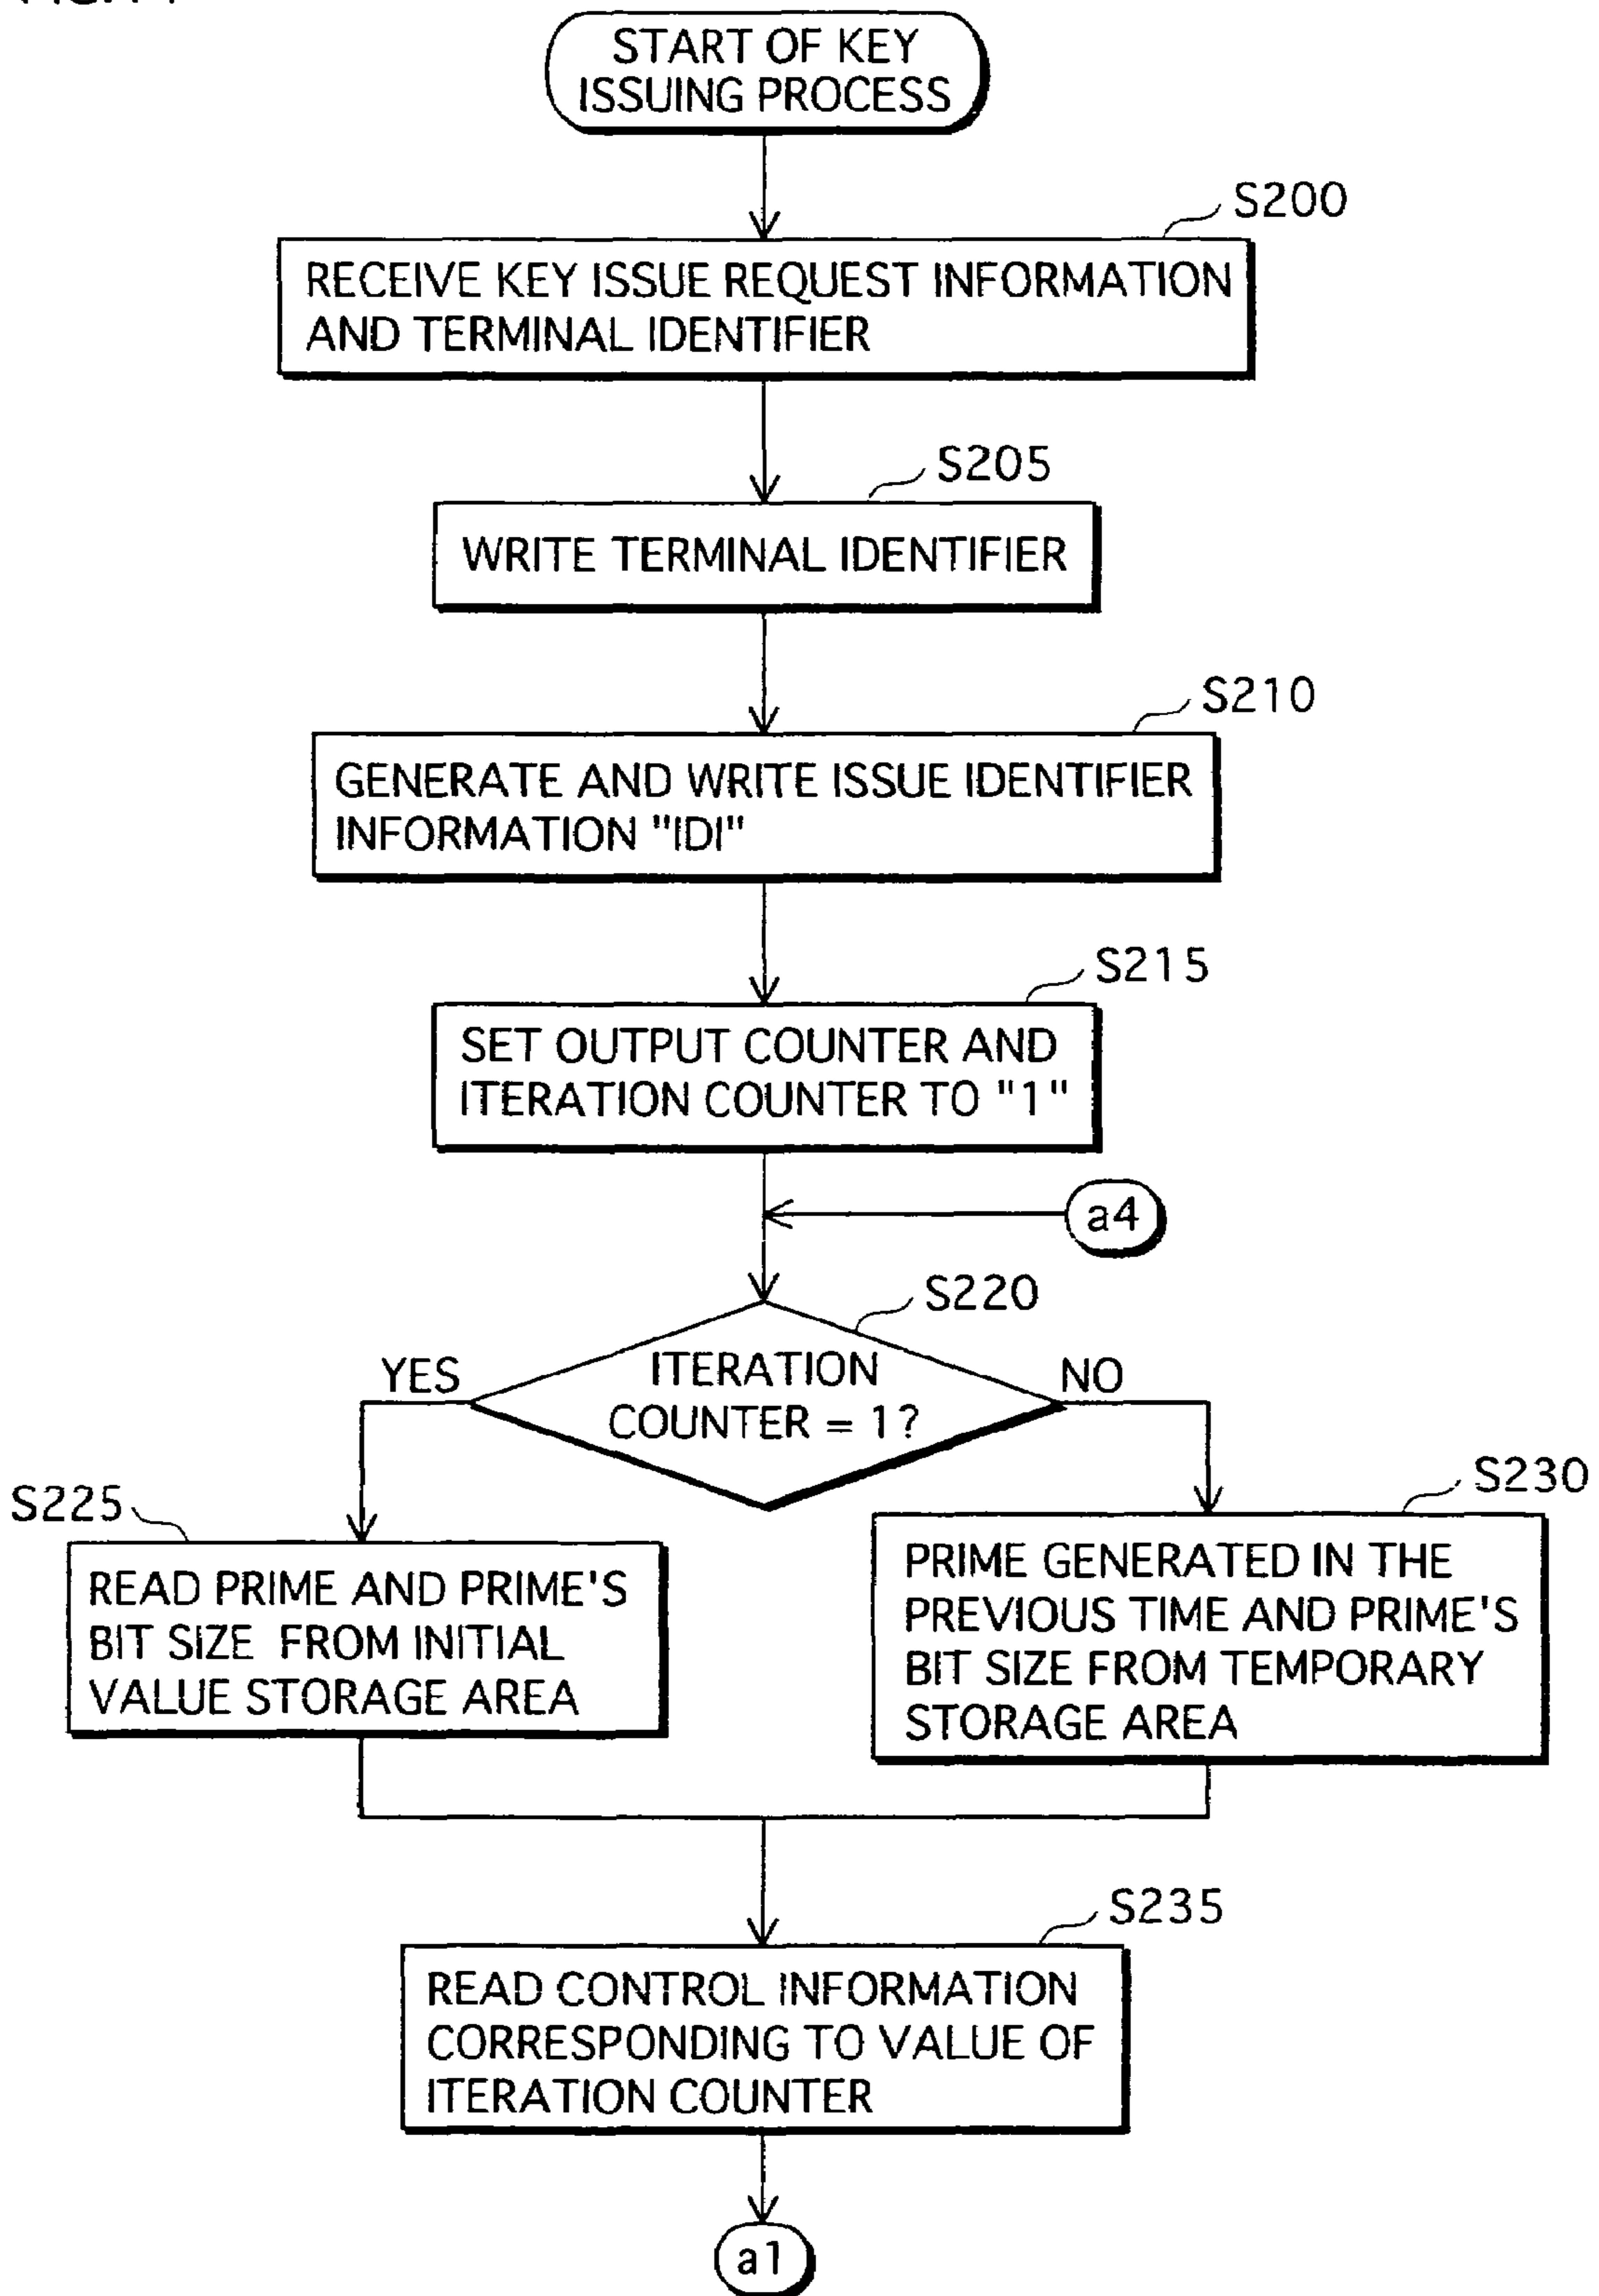 START OF KEY
ISSUING PROCESS
S200
RECEIVE KEY ISSUE REQUEST INFORMATION
AND TERMINAL IDENTIFIER
S205
WRITE TERMINAL IDENTIFIER
S210
GENERATE AND WRITE ISSUE IDENTIFIER
INFORMATION "IDI"
S215
SET OUTPUT COUNTER AND
ITERATION COUNTER TO "1"
a4
S220
ITERATION
COUNTER = 1?
YES
NO
S225
READ PRIME AND PRIME'S
BIT SIZE FROM INITIAL
VALUE STORAGE AREA
S230
PRIME GENERATED IN THE
PREVIOUS TIME AND PRIME'S
BIT SIZE FROM TEMPORARY
STORAGE AREA
S235
READ CONTROL INFORMATION
CORRESPONDING TO VALUE OF
ITERATION COUNTER
a1